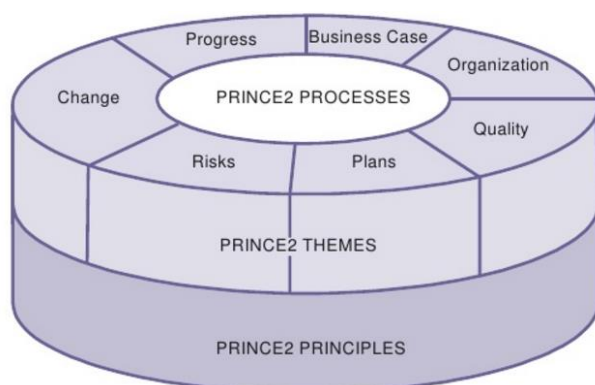 Progress
Business Case
Organization
Change
PRINCE2 PROCESSES
Quality
Risks
Plans
PRINCE2 THEMES
PRINCE2 PRINCIPLES